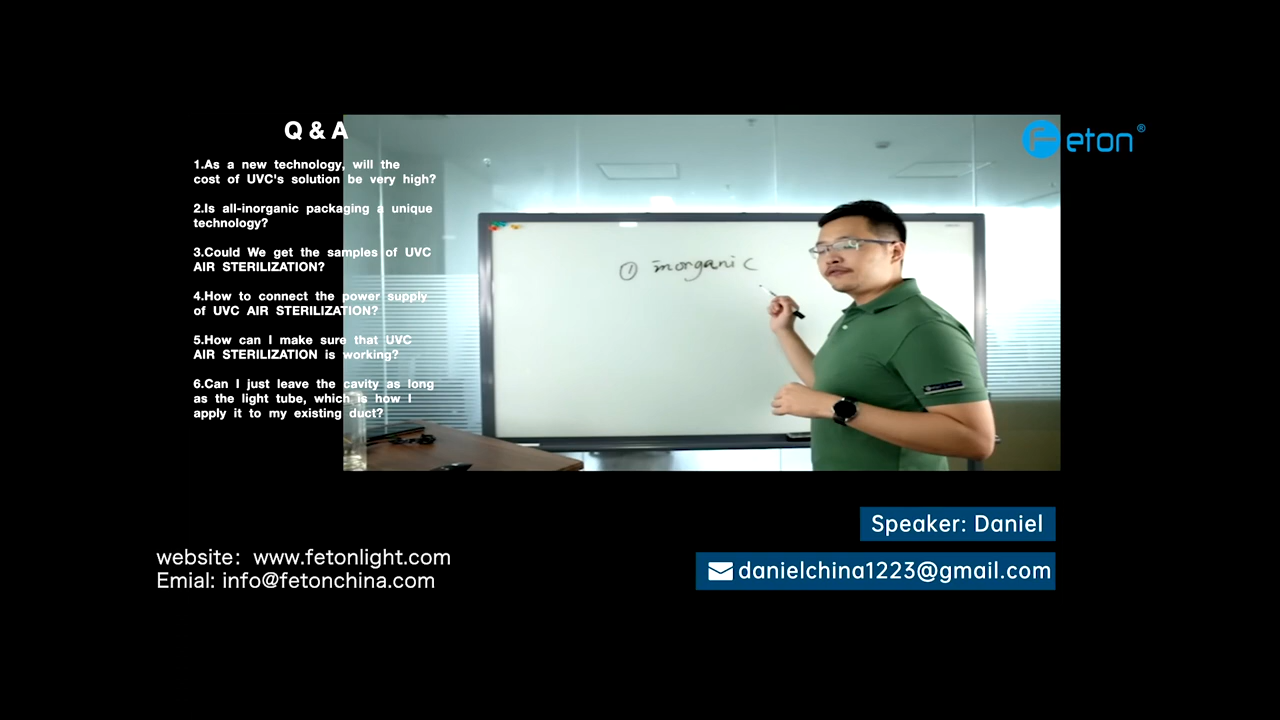 Q & A
1.As a new technology, will the
cost of UVC's solution be very high?
2.Is all-inorganic packaging a unique
technology?
3.Could We get the samples of UVC
AIR STERILIZATION?
4.How to connect the power supply
of UVC AIR STERILIZATION?
5.How can I make sure that UVC
AIR STERILIZATION is working?
6.Can I just leave the cavity as long
as the light tube, which is how I
apply it to my existing duct?
Feton®
① inorganic
Speaker: Daniel
danielchina1223@gmail.com
website: www.fetonlight.com
Emial: info@fetonchina.com